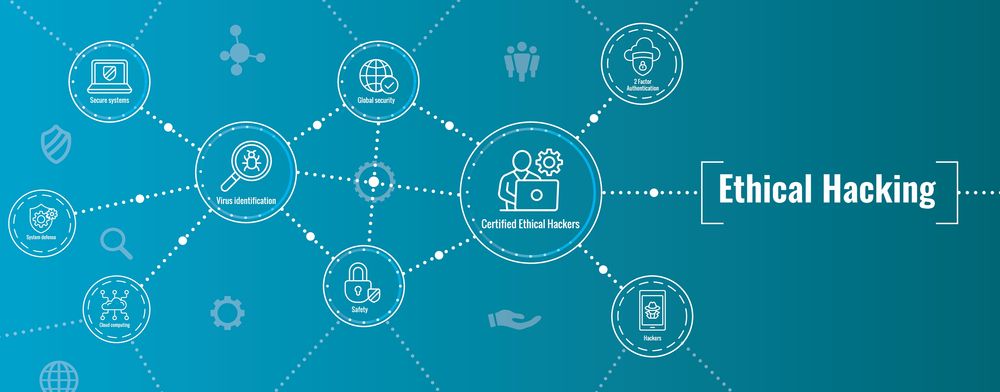 Secure systems
Global security
2 Factor
Authentication
Virus identification
Certified Ethical Hackers
Ethical Hacking
System defense
Safety
Cloud computing
Hackers